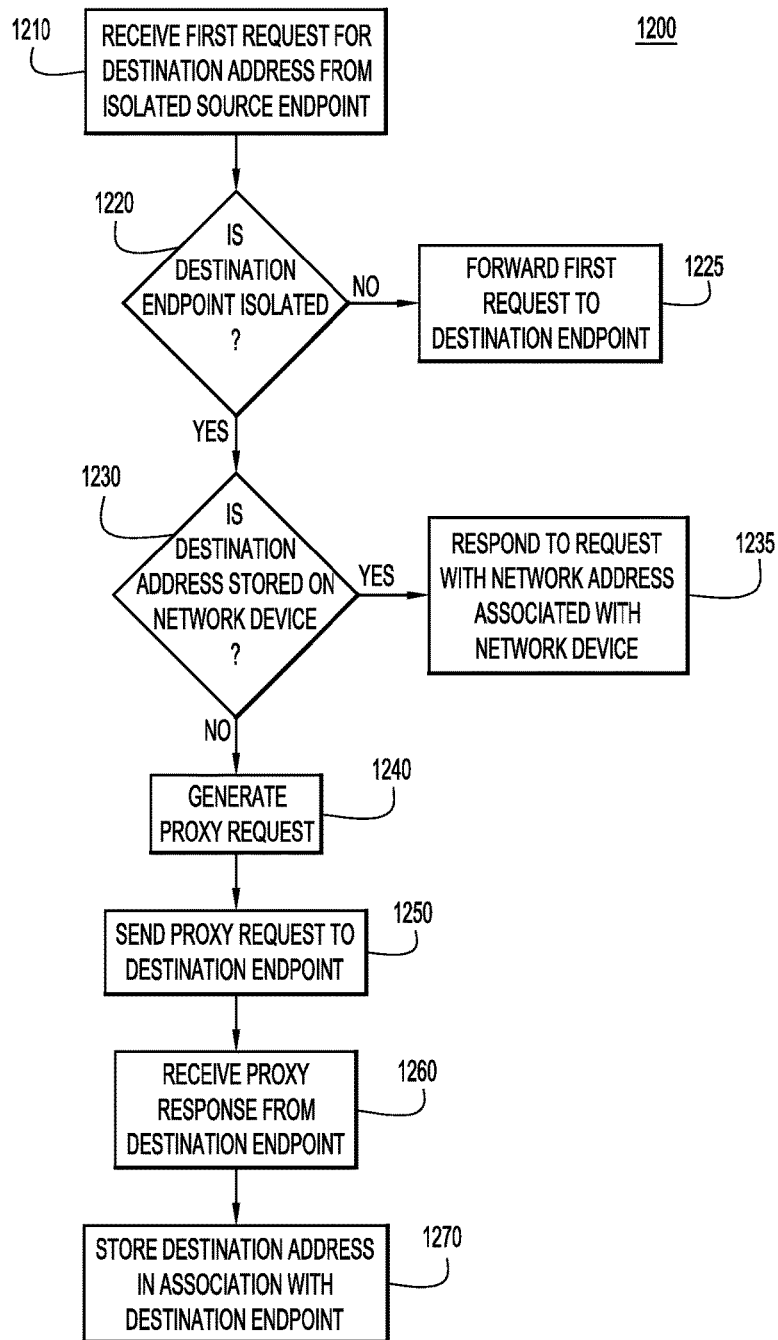 1200
1210
RECEIVE FIRST REQUEST FOR
DESTINATION ADDRESS FROM
ISOLATED SOURCE ENDPOINT
1220
IS
DESTINATION
ENDPOINT ISOLATED
?
NO
FORWARD FIRST
REQUEST TO
DESTINATION ENDPOINT
1225
YES
1230
IS
DESTINATION
ADDRESS STORED ON
NETWORK DEVICE
?
YES
RESPOND TO REQUEST
WITH NETWORK ADDRESS
ASSOCIATED WITH
NETWORK DEVICE
1235
NO
GENERATE
PROXY REQUEST
1240
SEND PROXY REQUEST TO
DESTINATION ENDPOINT
1250
RECEIVE PROXY
RESPONSE FROM
DESTINATION ENDPOINT
1260
STORE DESTINATION ADDRESS
IN ASSOCIATION WITH
DESTINATION ENDPOINT
1270